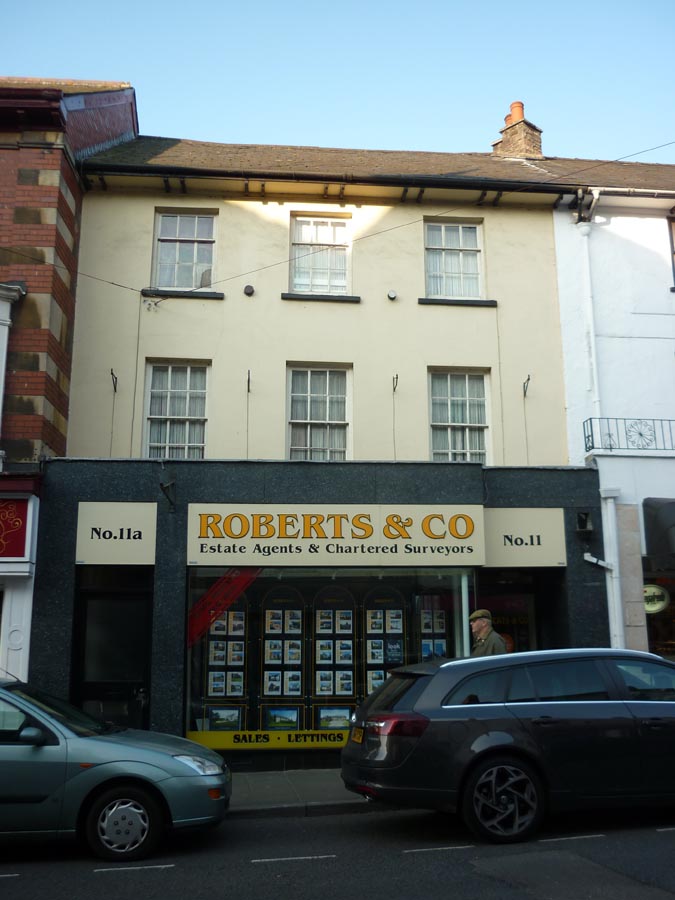 No.11a
ROBERTS & CO
Estate Agents & Chartered Surveyors
No.11
SALES · LETTINGS